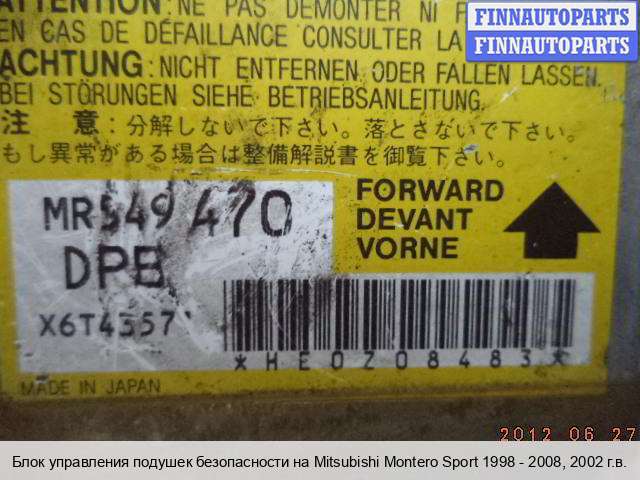 ATTENTION: NE PAS DEMONTER NI
FINNAUTOPARTS
FINNAUTOPARTS
EN CAS DE DÉFAILLANCE CONSULTER LA
ACHTUNG: NICHT ENTFERNEN. ODER FALLEN LASSEN.
BEI STÖRUNGEN SIEHE BETRIEBSANLEITUNG.
注 意:分解しないで下さい。落とさないで下さい。
もし異常がある場合は整備解説書を御覧下さい。
MR549470
DPB
X6T43571
FORWARD
DEVANT
VORNE
*HE0Z08483*
MADE IN JAPAN
2012 06 27
Блок управления подушек безопасности на Mitsubishi Montero Sport 1998 - 2008, 2002 г.в.